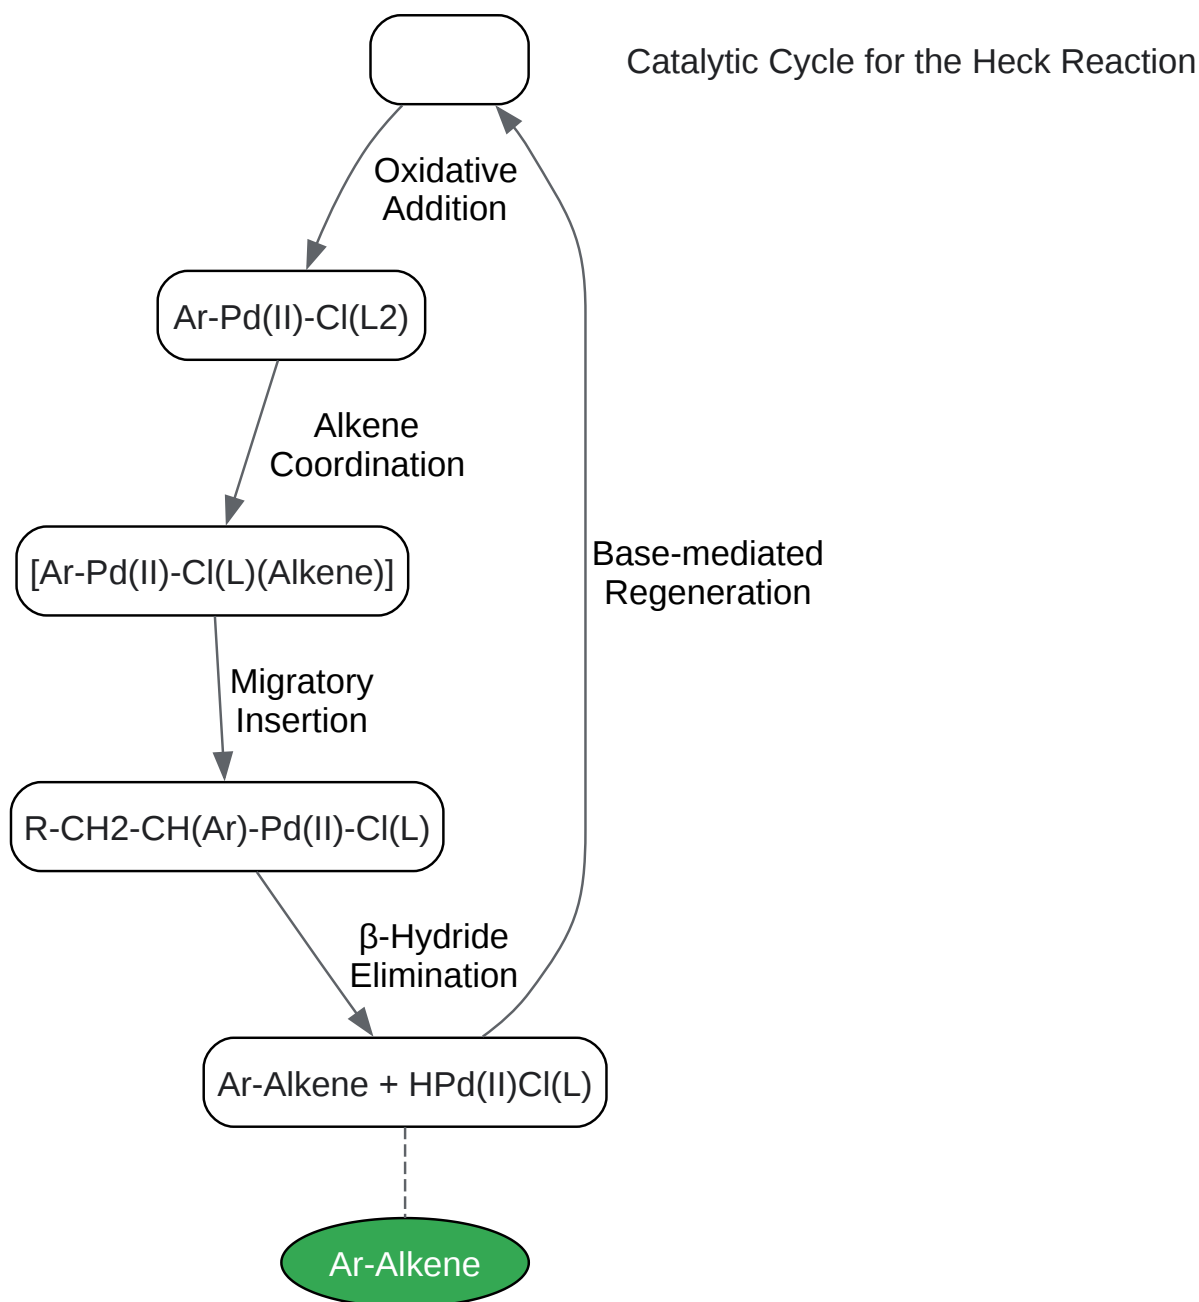 Catalytic Cycle for the Heck Reaction
Oxidative
Addition
Ar-Pd(II)-Cl(L2)
Alkene
Coordination
[Ar-Pd(II)-Cl(L)(Alkene)]
Base-mediated
Regeneration
Migratory
Insertion
R-CH2-CH(Ar)-Pd(II)-Cl(L)
β-Hydride
Elimination
Ar-Alkene + HPd(II)Cl(L)
Ar-Alkene